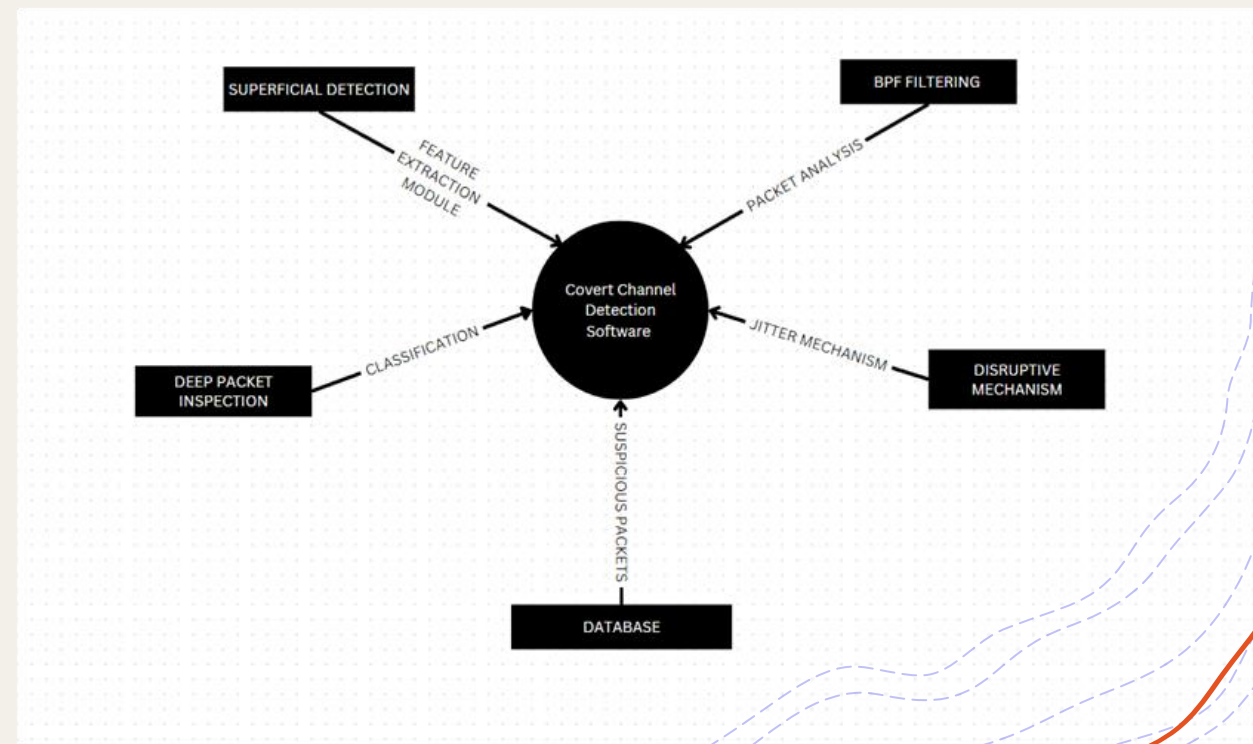 SUPERFICIAL DETECTION
BPF FILTERING
FEATURE
EXTRACTION
MODULE
PACKET ANALYSIS
Covert Channel
Detection
Software
CLASSIFICATION
JITTER MECHANISM
DEEP PACKET
INSPECTION
DISRUPTIVE
MECHANISM
SUSPICIOUS PACKETS
DATABASE